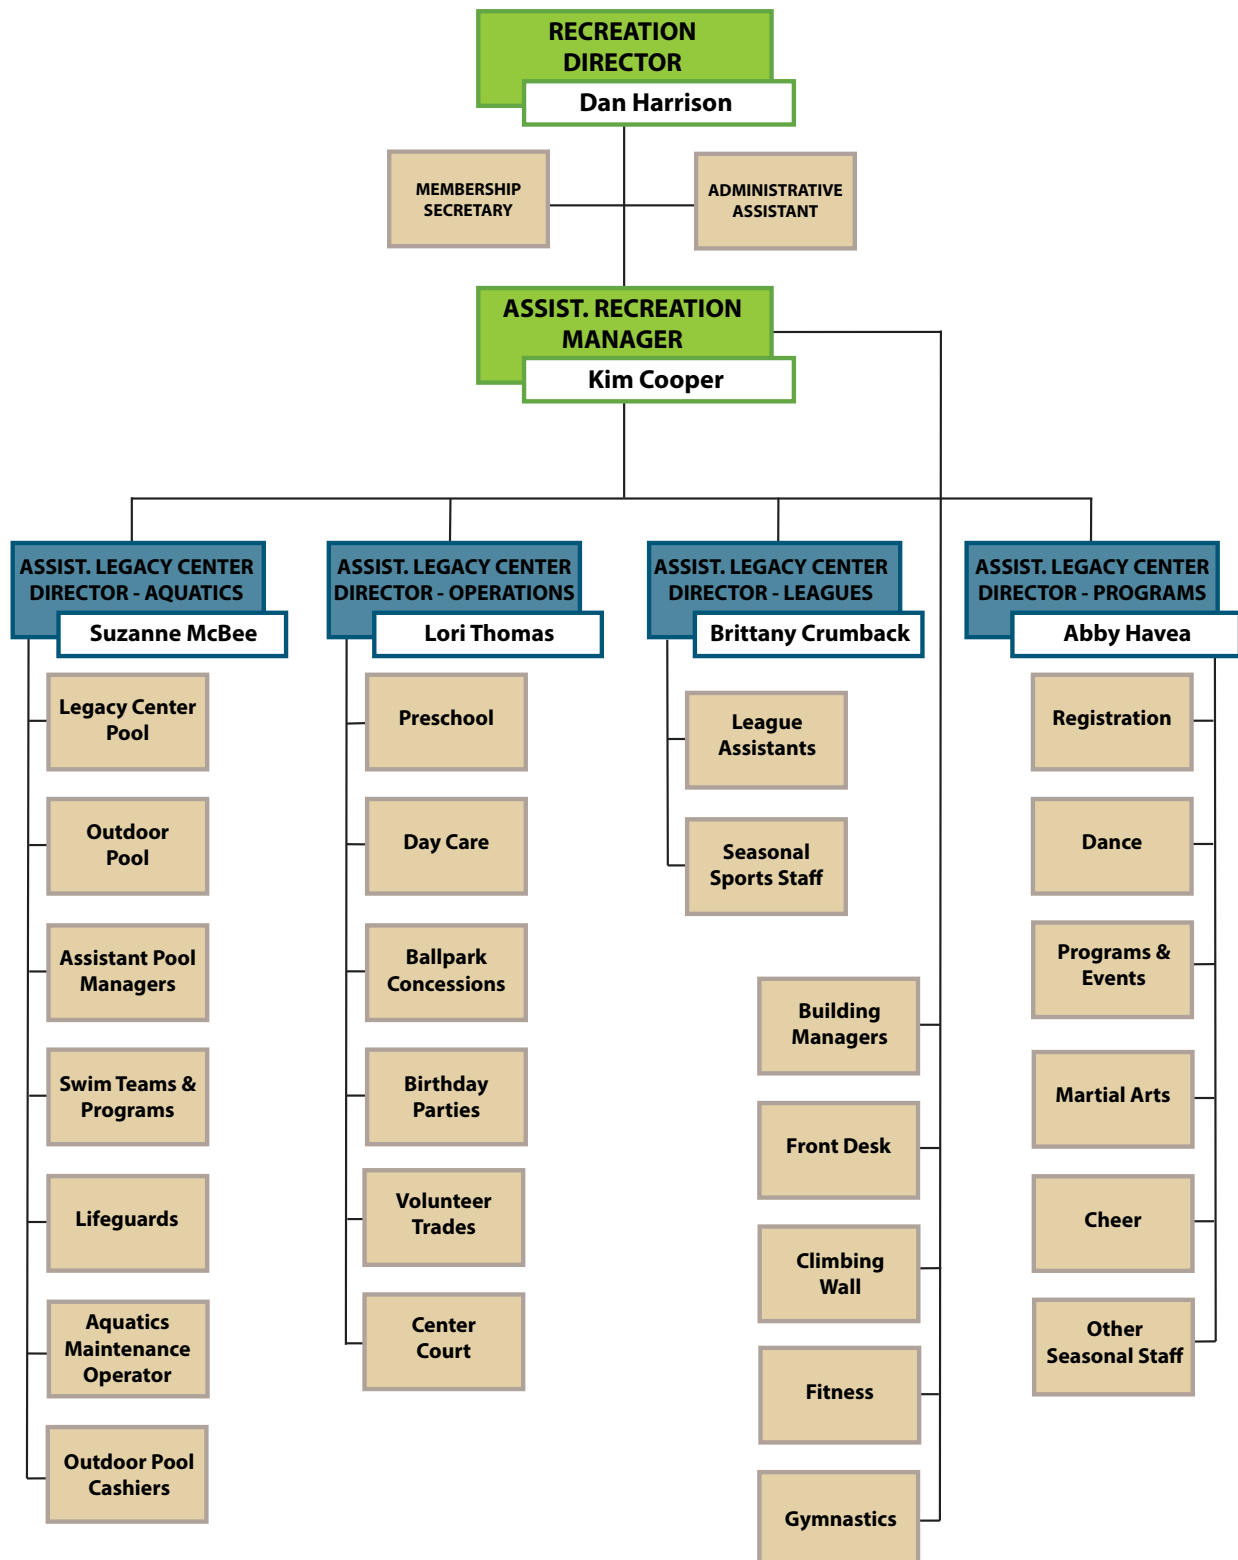 RECREATION
DIRECTOR
Dan Harrison
MEMBERSHIP
SECRETARY
ADMINISTRATIVE
ASSISTANT
ASSIST. RECREATION
MANAGER
Kim Cooper
ASSIST. LEGACY CENTER
DIRECTOR - AQUATICS
Suzanne McBee
Legacy Center
Pool
Outdoor
Pool
Assistant Pool
Managers
Swim Teams &
Programs
Lifeguards
Aquatics
Maintenance
Operator
Outdoor Pool
Cashiers
ASSIST. LEGACY CENTER
DIRECTOR - OPERATIONS
Lori Thomas
Preschool
Day Care
Ballpark
Concessions
Birthday
Parties
Volunteer
Trades
Center
Court
ASSIST. LEGACY CENTER
DIRECTOR - LEAGUES
Brittany Crumback
League
Assistants
Seasonal
Sports Staff
Building
Managers
Front Desk
Climbing
Wall
Fitness
Gymnastics
ASSIST. LEGACY CENTER
DIRECTOR - PROGRAMS
Abby Havea
Registration
Dance
Programs &
Events
Martial Arts
Cheer
Other
Seasonal Staff